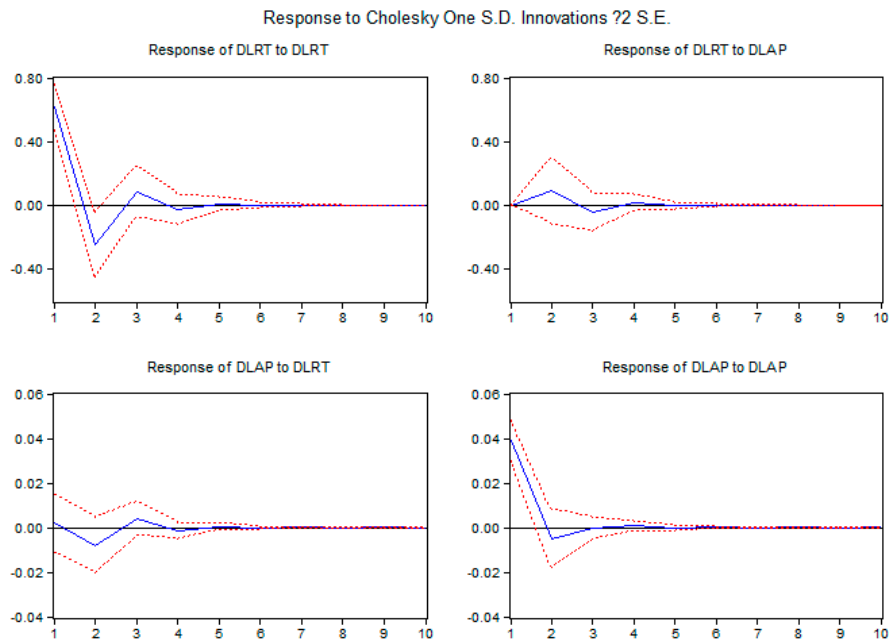 Response to Cholesky One S.D. Innovations ?2 S.E.
Response of DLRT to DLRT
Response of DLRT to DLAP
0.80
0.40
0.00
-0.40
1 2 3 4 5 6 7 8 9 10
0.80
0.40
0.00
-0.40
1 2 3 4 5 6 7 8 9 10
Response of DLAP to DLRT
Response of DLAP to DLAP
0.06
0.04
0.02
0.00
-0.02
-0.04
1 2 3 4 5 6 7 8 9 10
0.06
0.04
0.02
0.00
-0.02
-0.04
1 2 3 4 5 6 7 8 9 10